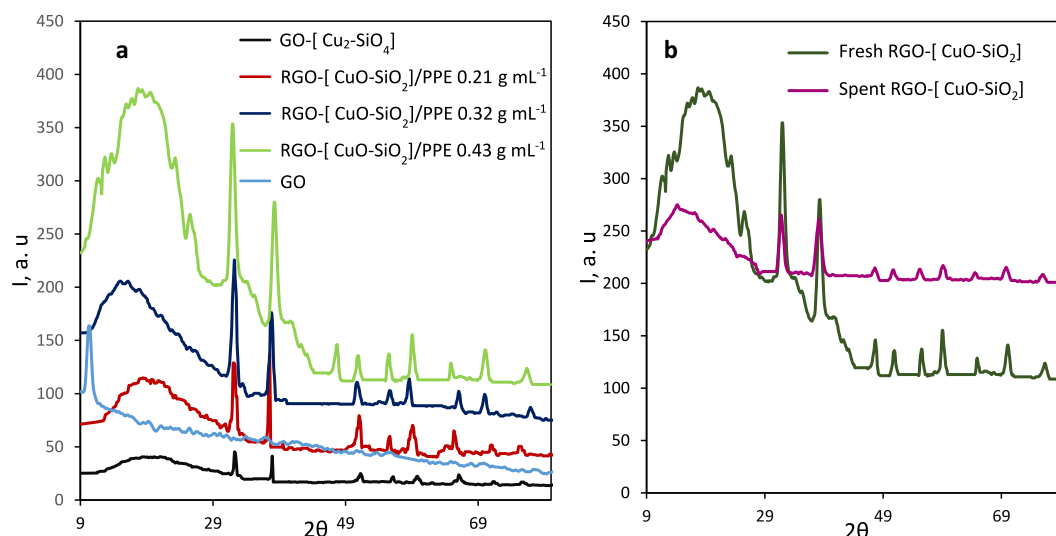 a
GO-[ Cu₂-SiO₄]
RGO-[ CuO-SiO₂]/PPE 0.21 g mL⁻¹
RGO-[ CuO-SiO₂]/PPE 0.32 g mL⁻¹
RGO-[ CuO-SiO₂]/PPE 0.43 g mL⁻¹
GO
I, a. u
450
400
350
300
250
200
150
100
50
0
9 29 49 69
2θ
b
Fresh RGO-[ CuO-SiO₂]
Spent RGO-[ CuO-SiO₂]
I, a. u
450
400
350
300
250
200
150
100
50
0
9 29 49 69
2θ